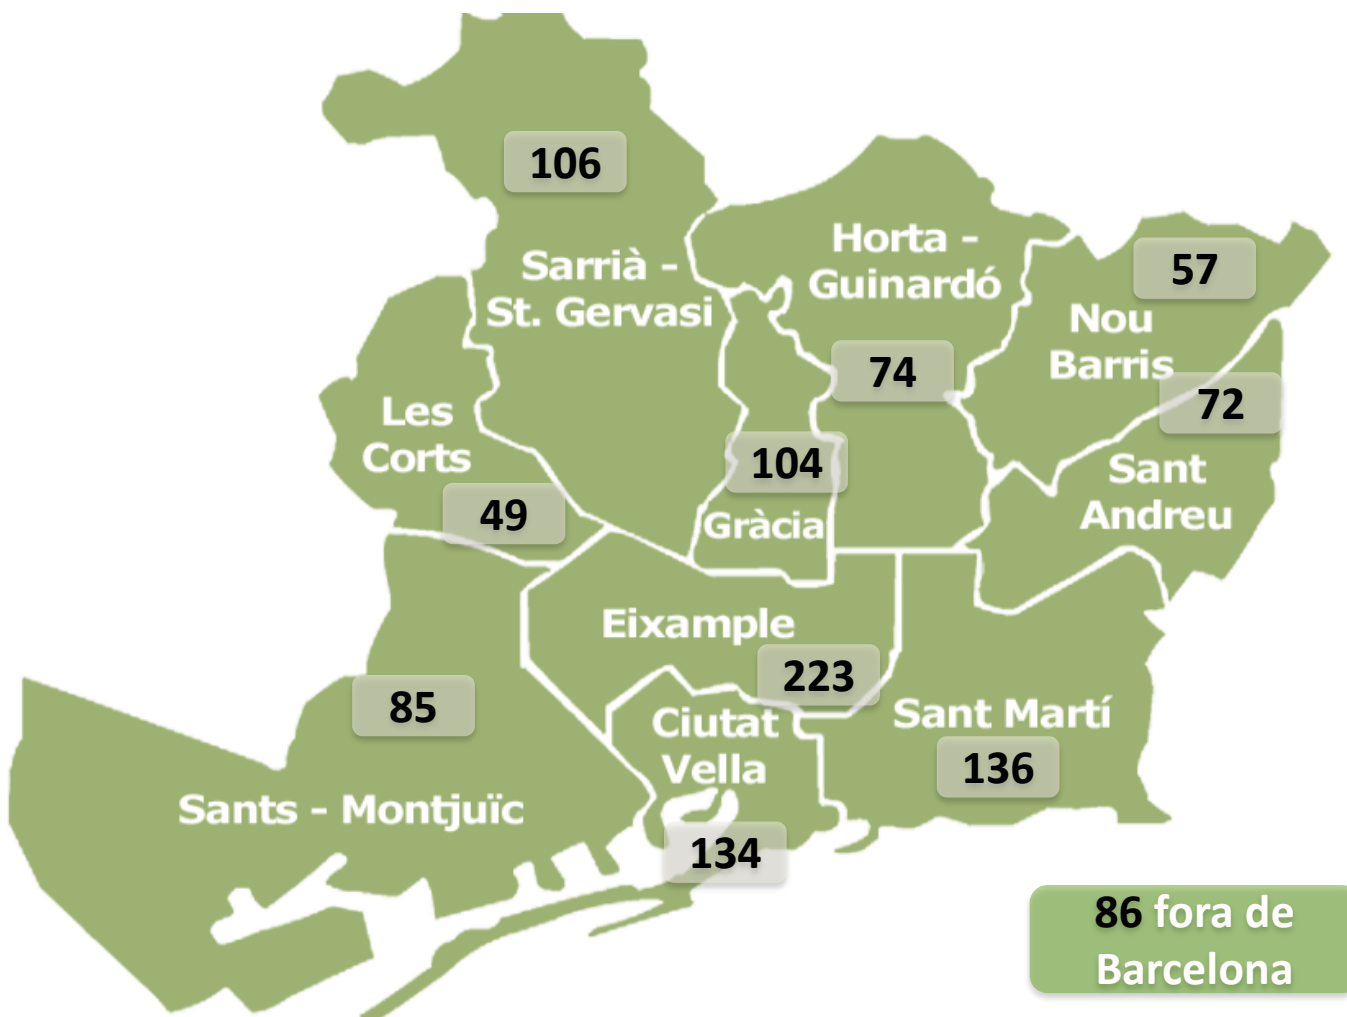 106
Sarrià -
St. Gervasi
Horta -
Guinardó
57
Nou
Barris
74
72
Les
Corts
104
Sant
Andreu
49
Gràcia
Eixample
223
85
Ciutat
Vella
Sant Martí
136
Sants - Montjuïc
134
86 fora de
Barcelona